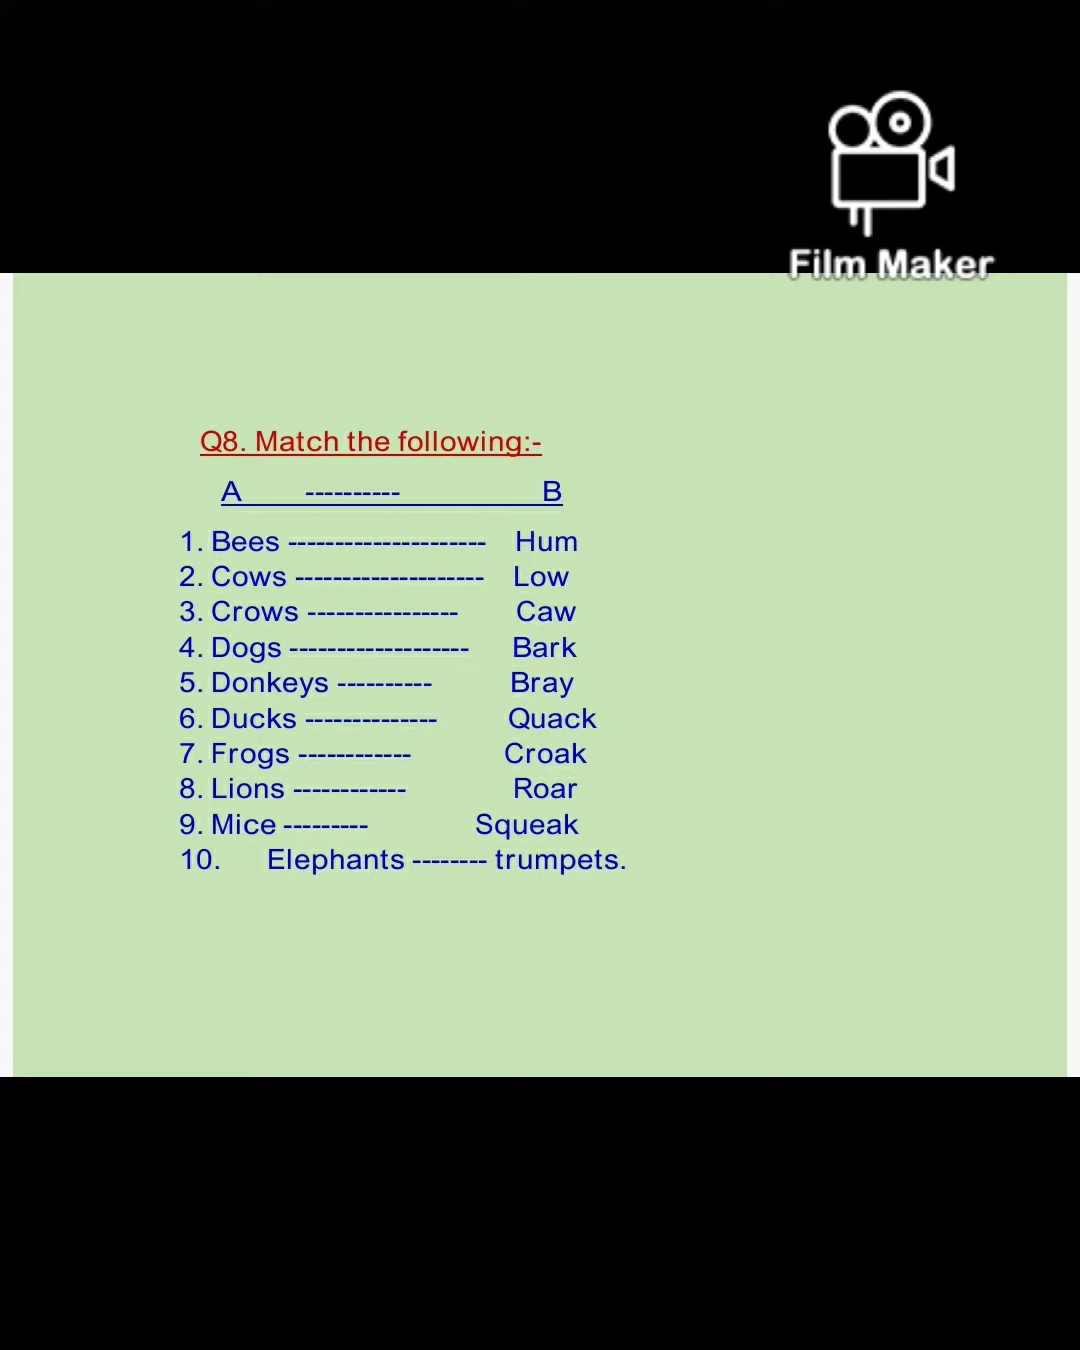 Film Maker
Q8. Match the following:-
A ---------- B
1. Bees --------------------- Hum
2. Cows -------------------- Low
3. Crows ---------------- Caw
4. Dogs ------------------- Bark
5. Donkeys ---------- Bray
6. Ducks -------------- Quack
7. Frogs ------------ Croak
8. Lions ------------ Roar
9. Mice --------- Squeak
10. Elephants -------- trumpets.